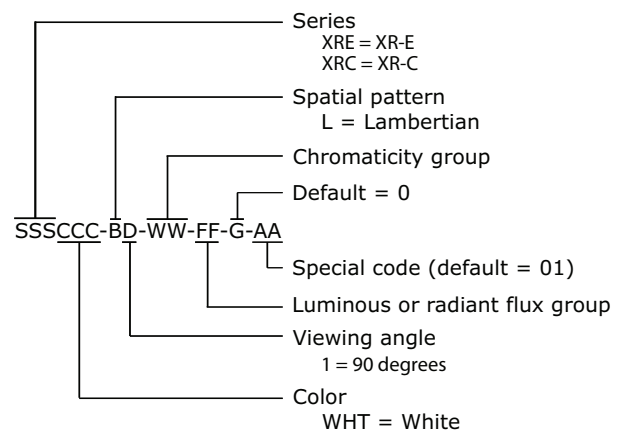 Series
XRE = XR-E
XRC = XR-C
Spatial pattern
L = Lambertian
Chromaticity group
Default = 0
SSSCCC-BD-WW-FF-G-AA
Special code (default = 01)
Luminous or radiant flux group
Viewing angle
1 = 90 degrees
Color
WHT = White